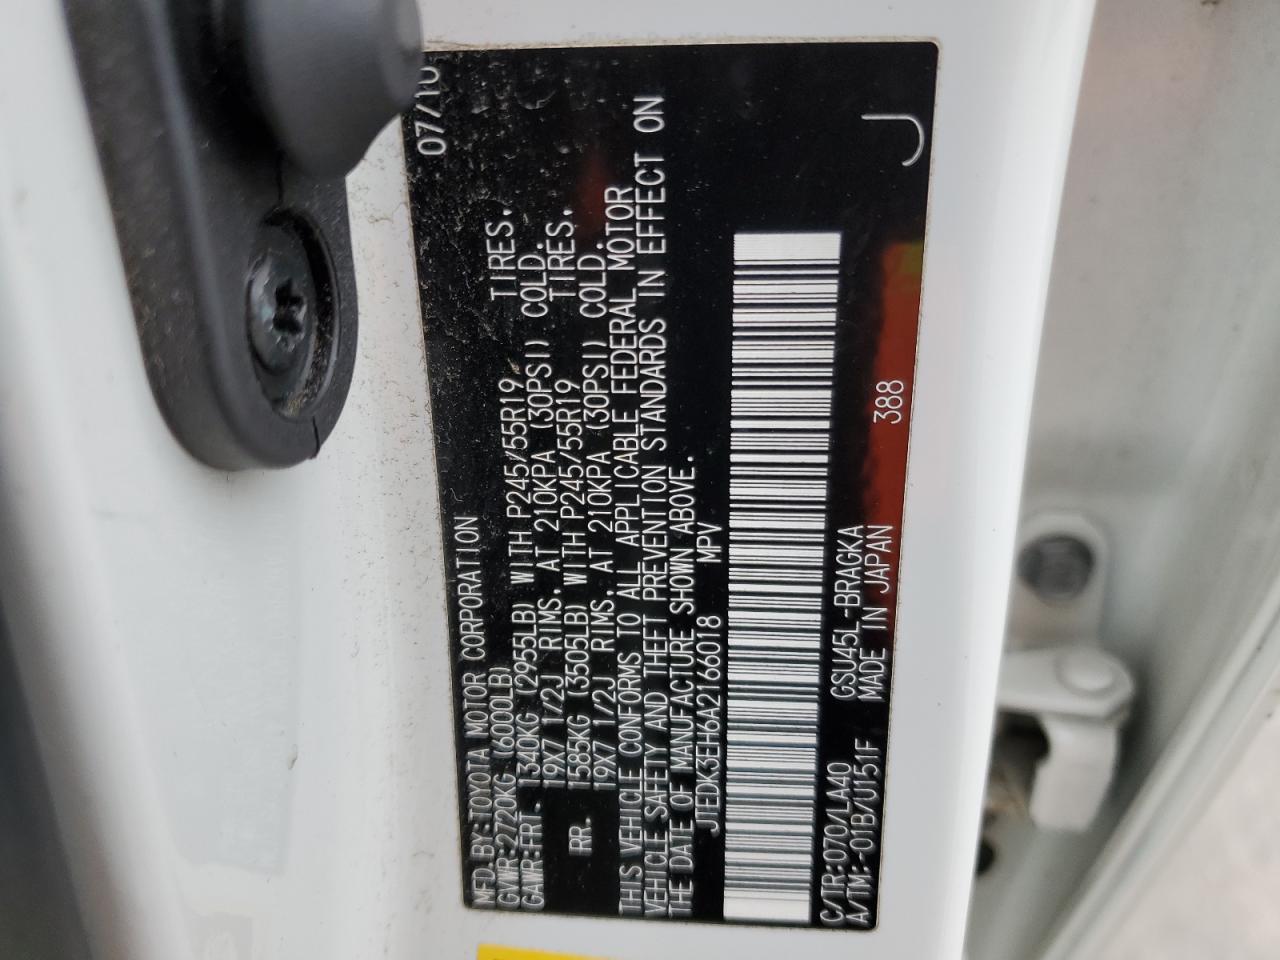 MFD. BY: TOYOTA MOTOR CORPORATION 07/10
GVWR: 2720KG (6000LB)
GAWR: FRT. 1340KG (2955LB) WITH P245/55R19 TIRES.
19X7 1/2J RIMS, AT 210KPA (30PSI) COLD.
RR. 1585KG (3505LB) WITH P245/55R19 TIRES.
19X7 1/2J RIMS, AT 210KPA (30PSI) COLD.
THIS VEHICLE CONFORMS TO ALL APPLICABLE FEDERAL MOTOR
VEHICLE SAFETY AND THEFT PREVENTION STANDARDS IN EFFECT ON
THE DATE OF MANUFACTURE SHOWN ABOVE.
JTEDK3EH6A2166018 MPV
C/TR: 070/LA40 GSU45L-BRAGKA
A/TM: -01B/U151F MADE IN JAPAN
388
J